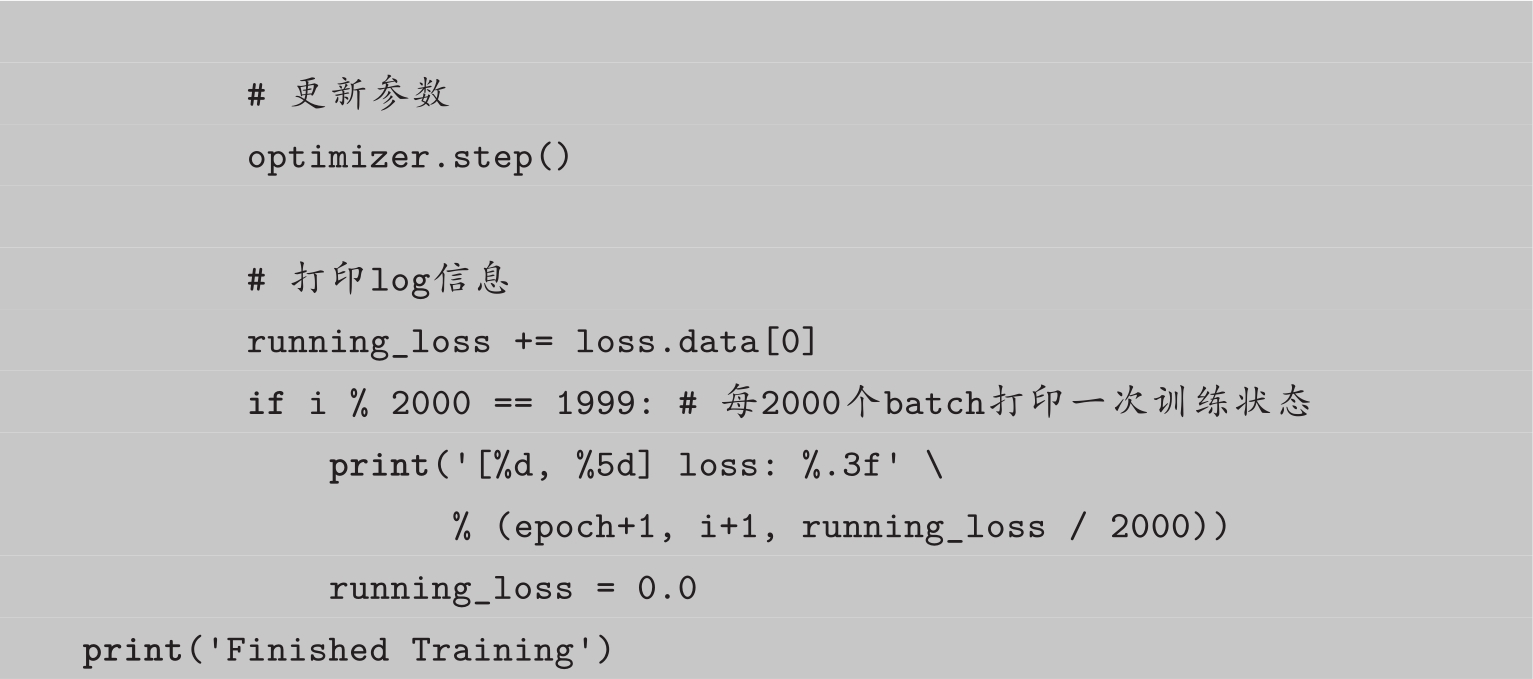 # 更新参数
optimizer.step()
# 打印log信息
running_loss += loss.data[0]
if i % 2000 == 1999: # 每2000个batch打印一次训练状态
print('[%d, %5d] loss: %.3f' \
% (epoch+1, i+1, running_loss / 2000))
running_loss = 0.0
print('Finished Training')